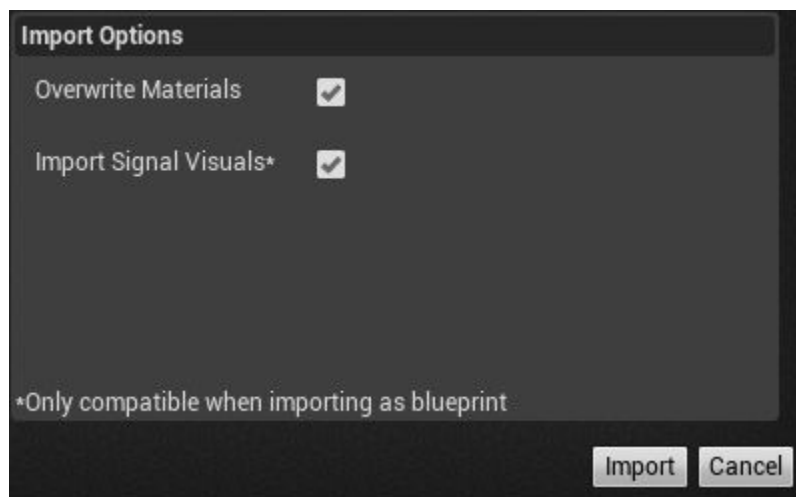 Import Options
Overwrite Materials
Import Signal Visuals*
*Only compatible when importing as blueprint
Import Cancel